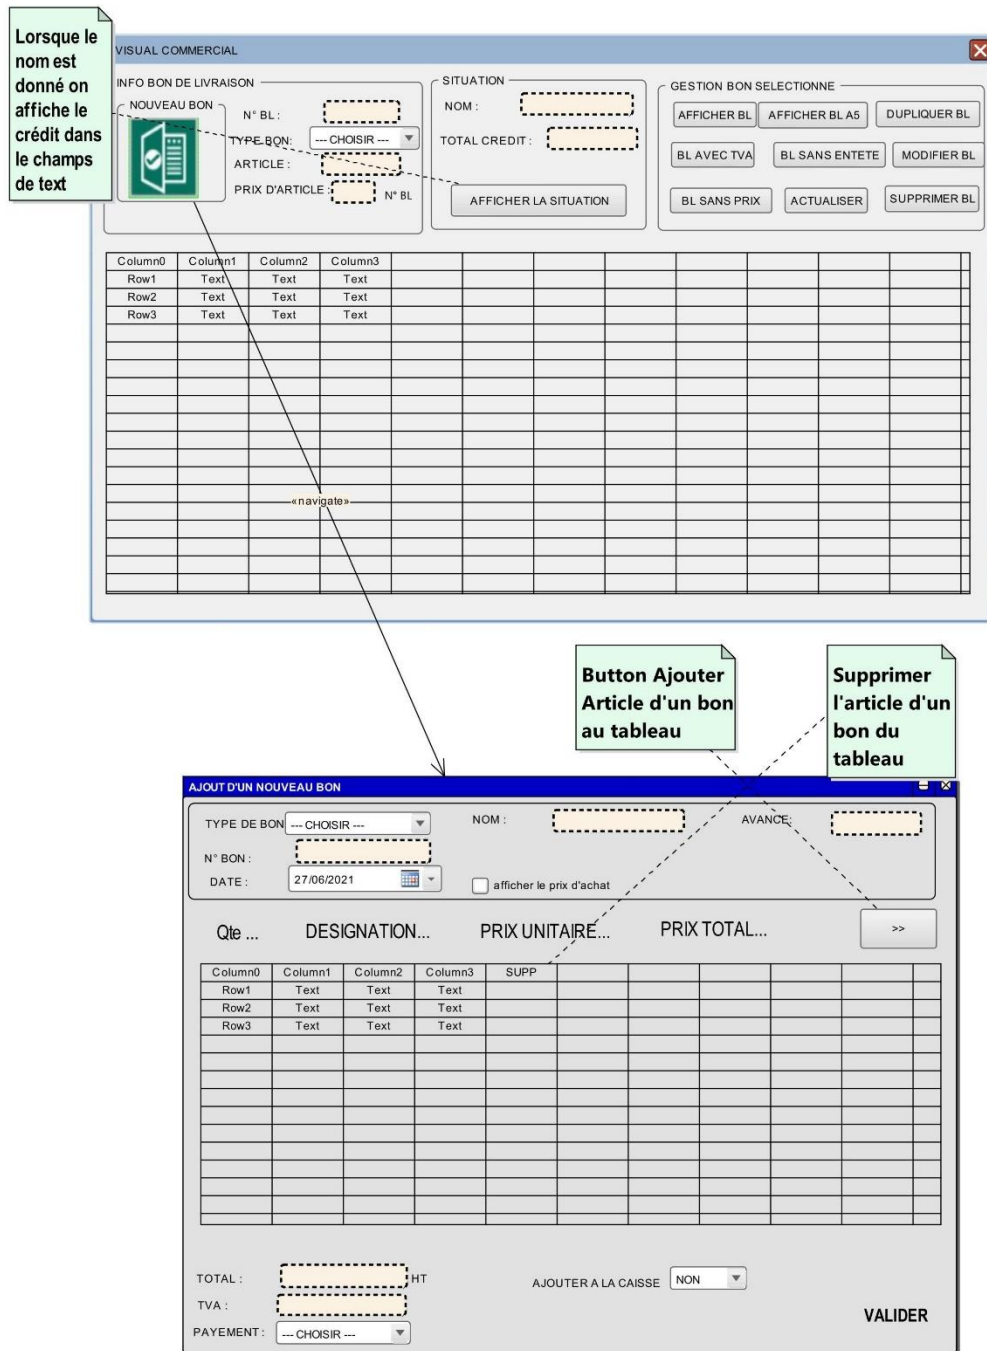 Lorsque le
nom est
donné on
affiche le
crédit dans
le champs
de text
VISUAL COMMERCIAL
INFO BON DE LIVRAISON
NOUVEAU BON
N° BL :
TYPE BON:
--- CHOISIR ---
ARTICLE :
PRIX D'ARTICLE :
N° BL
SITUATION
NOM :
TOTAL CREDIT :
AFFICHER LA SITUATION
GESTION BON SELECTIONNE
AFFICHER BL AFFICHER BL A5 DUPLIQUER BL
BL AVEC TVA BL SANS ENTETE MODIFIER BL
BL SANS PRIX ACTUALISER SUPPRIMER BL
Column0 Column1 Column2 Column3
Row1 Text Text Text
Row2 Text Text Text
Row3 Text Text Text
«navigate»
Button Ajouter
Article d'un bon
au tableau
Supprimer
l'article d'un
bon du
tableau
AJOUT D'UN NOUVEAU BON
TYPE DE BON --- CHOISIR --- NOM : AVANCE:
N° BON :
DATE : 27/06/2021 afficher le prix d'achat
Qte ... DESIGNATION... PRIX UNITAIRE... PRIX TOTAL... >>
Column0 Column1 Column2 Column3 SUPP
Row1 Text Text Text
Row2 Text Text Text
Row3 Text Text Text
TOTAL : HT AJOUTER A LA CAISSE NON
TVA :
VALIDER
PAYEMENT : --- CHOISIR ---